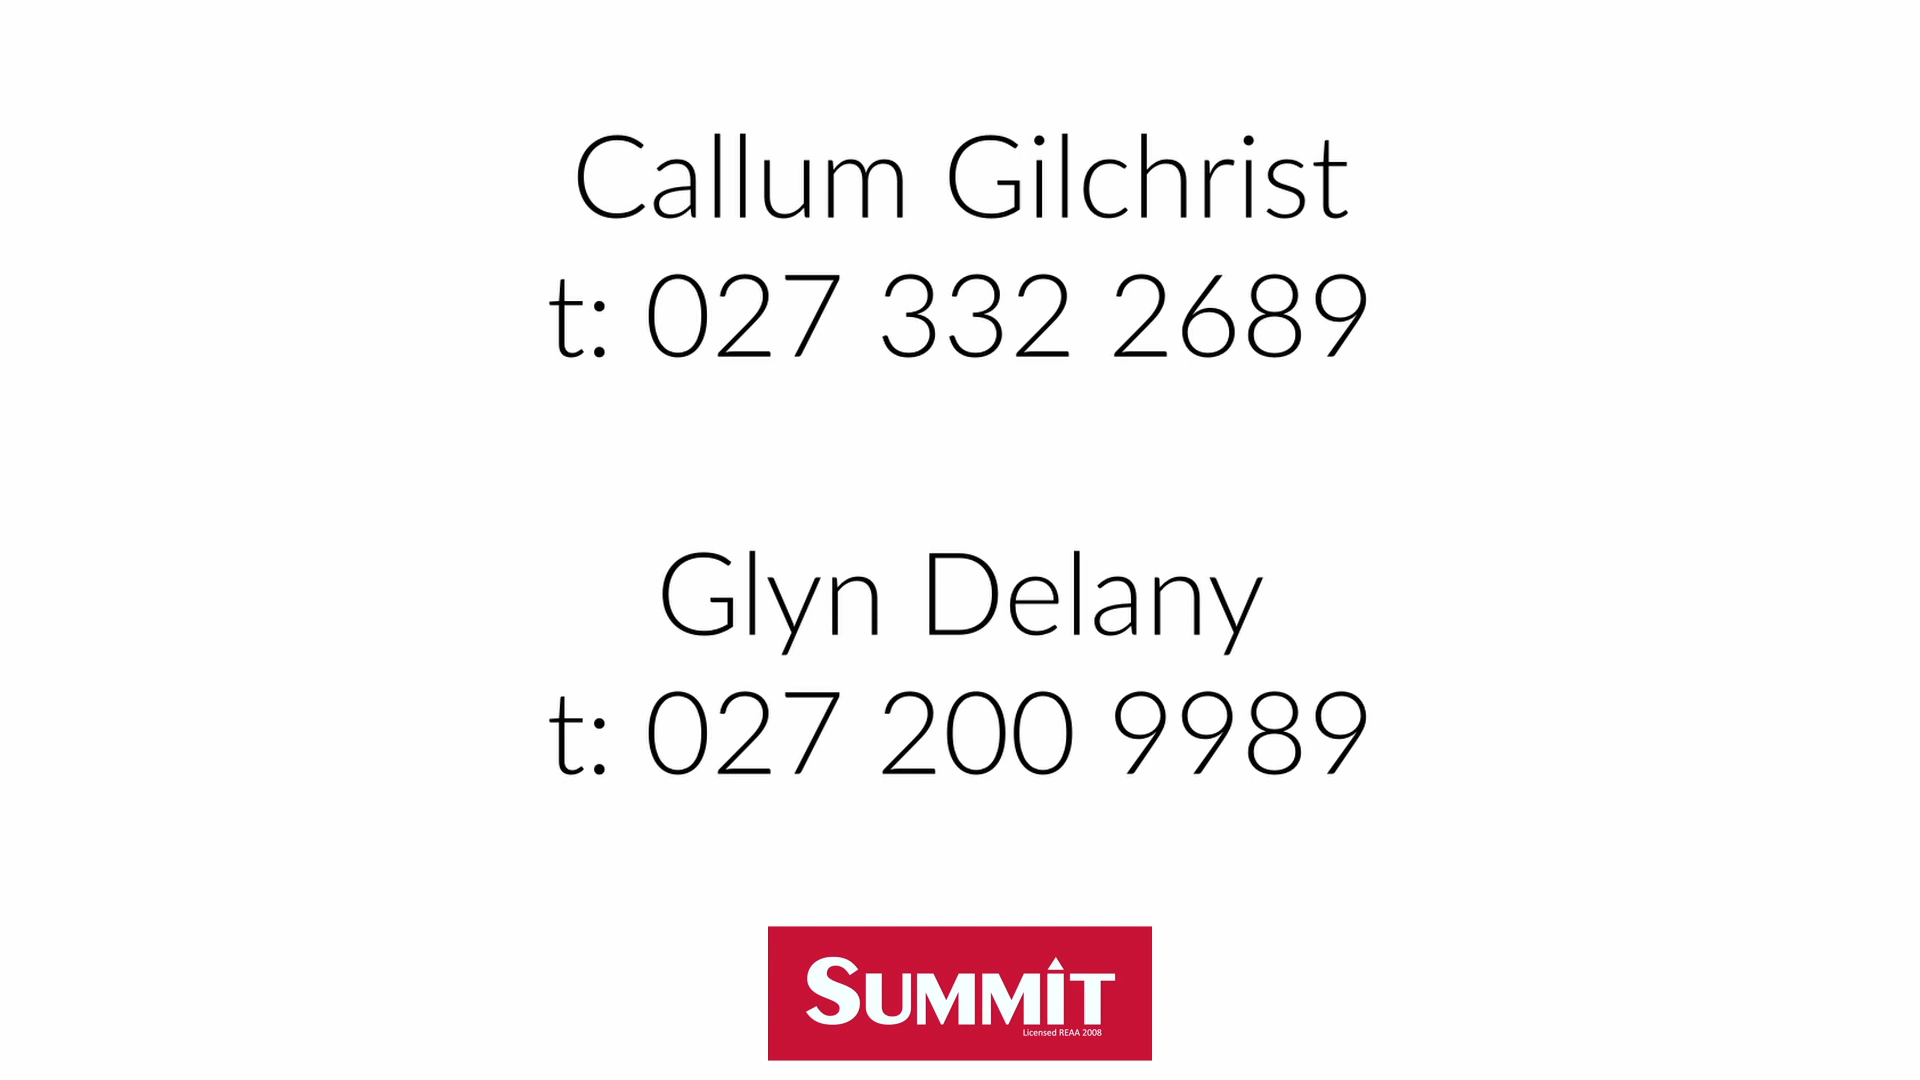 Callum Gilchrist
t: 027 332 2689
Glyn Delany
t: 027 200 9989
SUMMIT
Licensed REAA 2008